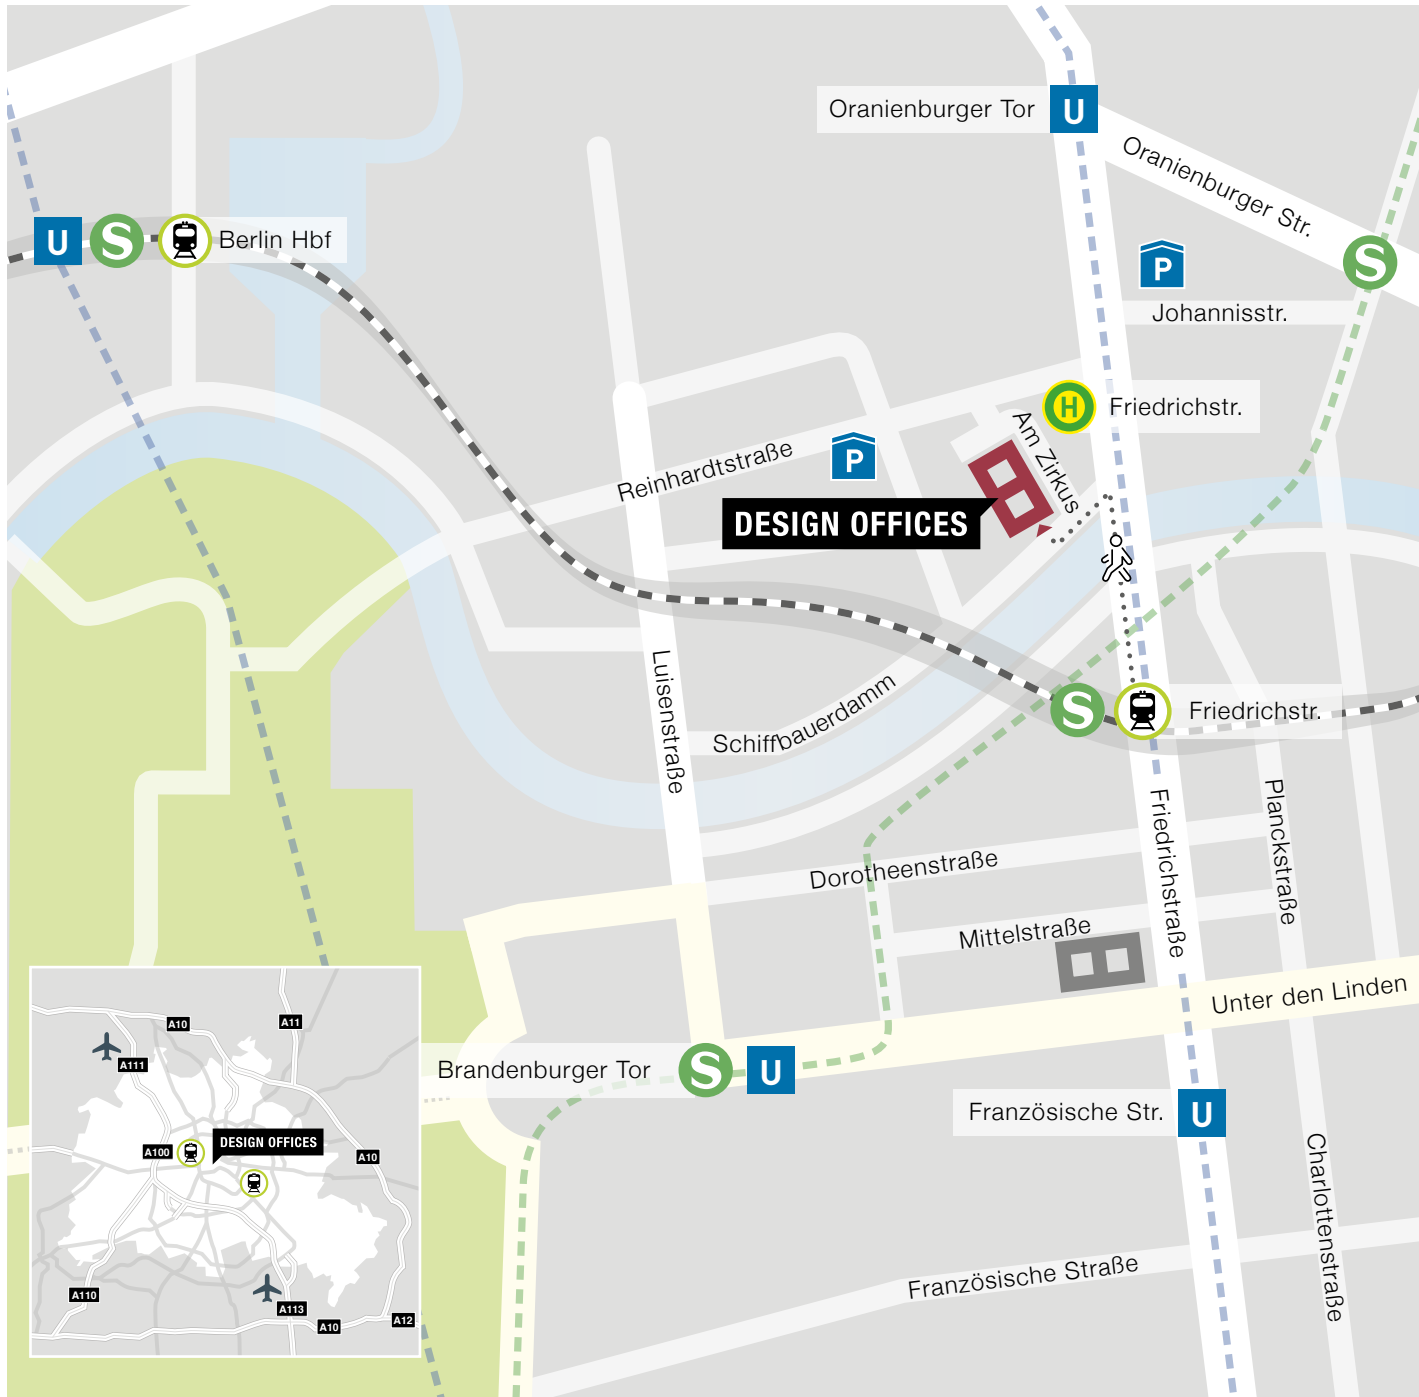 Oranienburger Tor
U
Oranienburger Str.
U
S
Berlin Hbf
S
P
Johannisstr.
H
Friedrichstr.
Am Zirkus
Reinhardtstraße
P
DESIGN OFFICES
Luisenstraße
Schiffbauerdamm
S
Friedrichstr.
Friedrichstraße
Planckstraße
Dorotheenstraße
Mittelstraße
Unter den Linden
Brandenburger Tor
S
U
Französische Str.
U
Charlottenstraße
Französische Straße
A10
A11
A111
A100
DESIGN OFFICES
A10
A110
A113
A10
A12